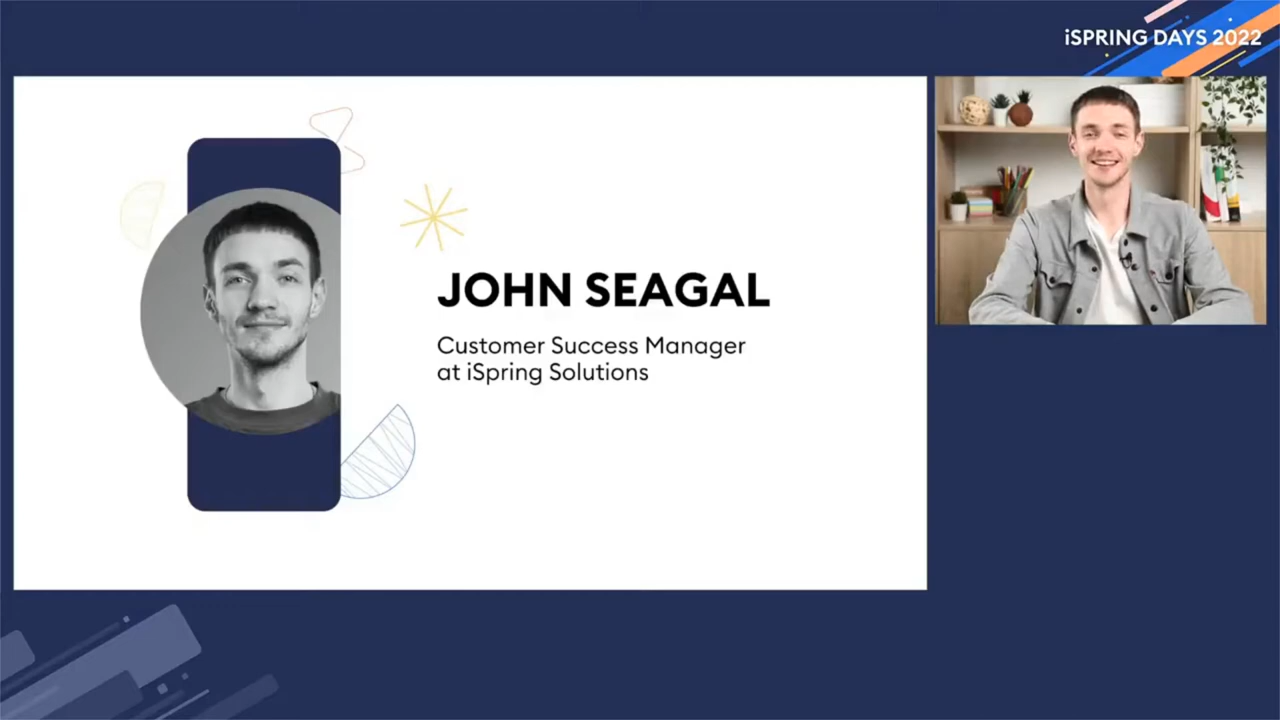 iSPRING DAYS 2022
JOHN SEAGAL
Customer Success Manager
at iSpring Solutions